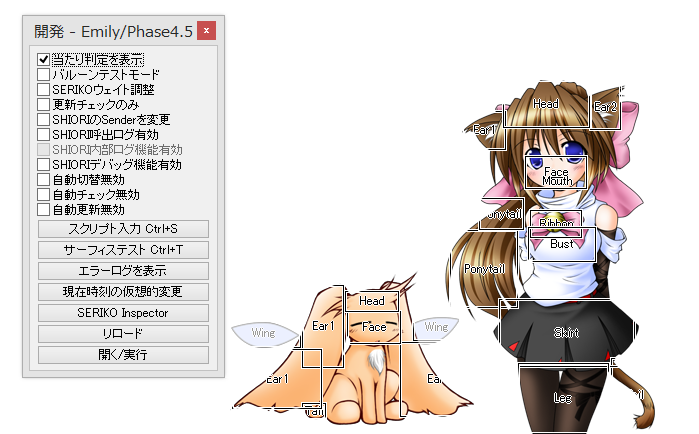 開発 - Emily/Phase4.5
x
当たり判定を表示
バルーンテストモード
SERIKOウェイト調整
更新チェックのみ
SHIORIのSenderを変更
SHIORI呼出ログ有効
SHIORI内部ログ機能有効
SHIORIデバッグ機能有効
自動切替無効
自動チェック無効
自動更新無効
スクリプト入力 Ctrl+S
サーフィステスト Ctrl+T
エラーログを表示
現在時刻の仮想的変更
SERIKO Inspector
リロード
開く/実行
Head
Ear1
Face
Wing
Wing
Ear1
Ea
Tail
Head
Ear1
Ear2
Face
Mouth
Ponytail
Ribbon
Bust
Ponytail
Skirt
Leg